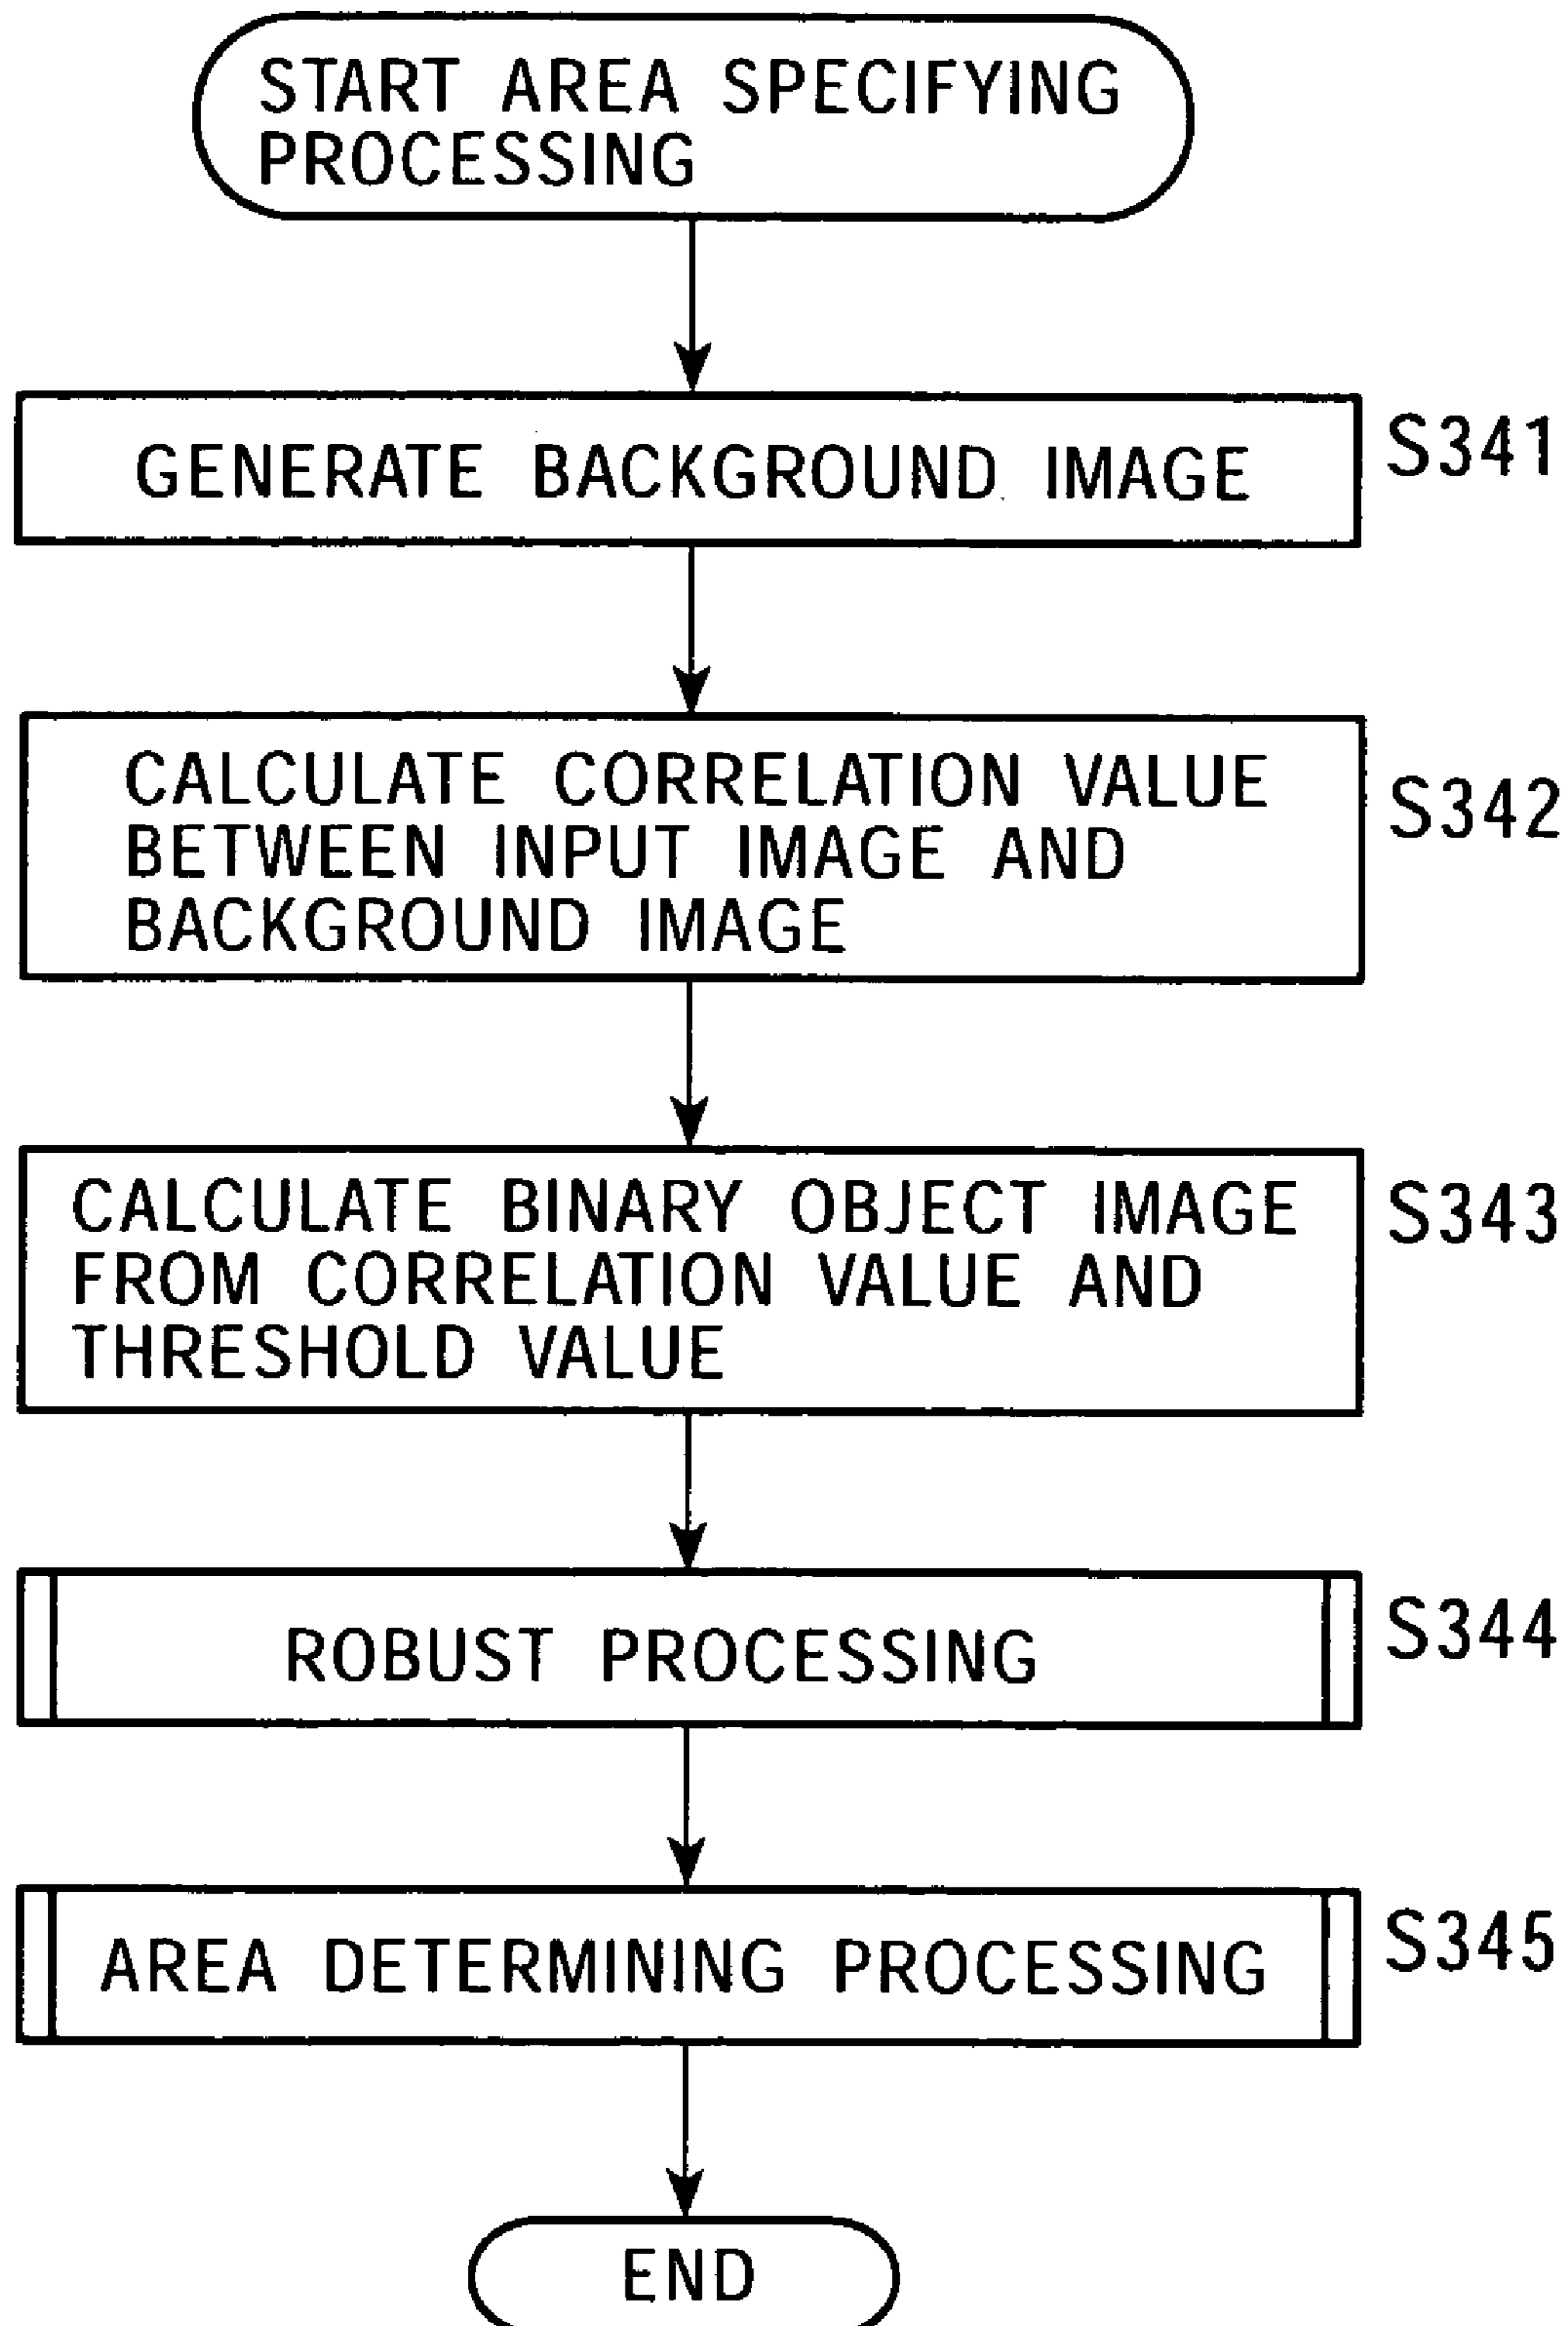 START AREA SPECIFYING
PROCESSING
GENERATE BACKGROUND IMAGE
S341
CALCULATE CORRELATION VALUE
BETWEEN INPUT IMAGE AND
BACKGROUND IMAGE
S342
CALCULATE BINARY OBJECT IMAGE
FROM CORRELATION VALUE AND
THRESHOLD VALUE
S343
ROBUST PROCESSING
S344
AREA DETERMINING PROCESSING
S345
END